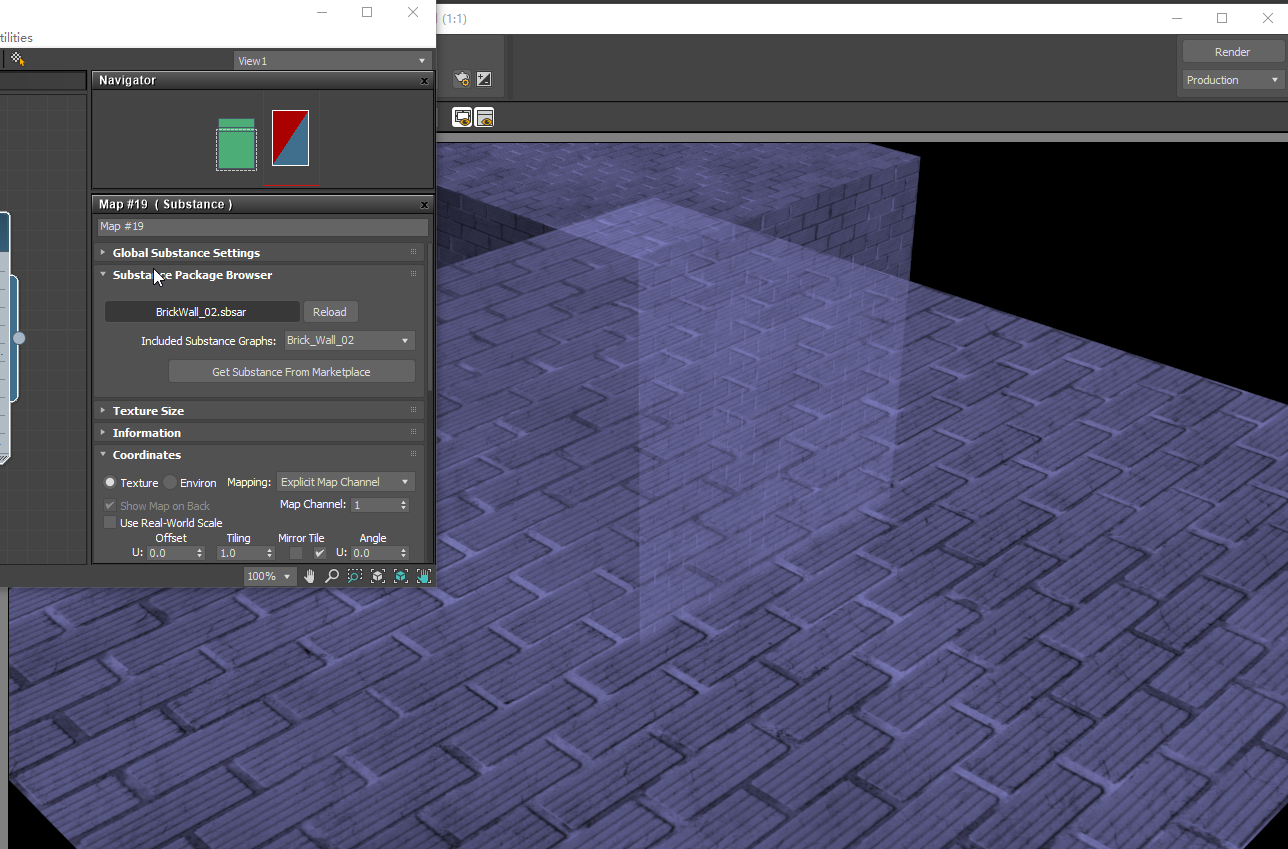 (1:1)
tilities
View1
Render
Production
Navigator
x
Map #19 ( Substance )
x
Map #19
Global Substance Settings
Substance Package Browser
BrickWall_02.sbsar
Reload
Included Substance Graphs:
Brick_Wall_02
Get Substance From Marketplace
Texture Size
Information
Coordinates
Texture
Environ
Mapping:
Explicit Map Channel
Show Map on Back
Map Channel:
1
Use Real-World Scale
Offset
Tiling
Mirror Tile
Angle
U:
0.0
1.0
U:
0.0
100%